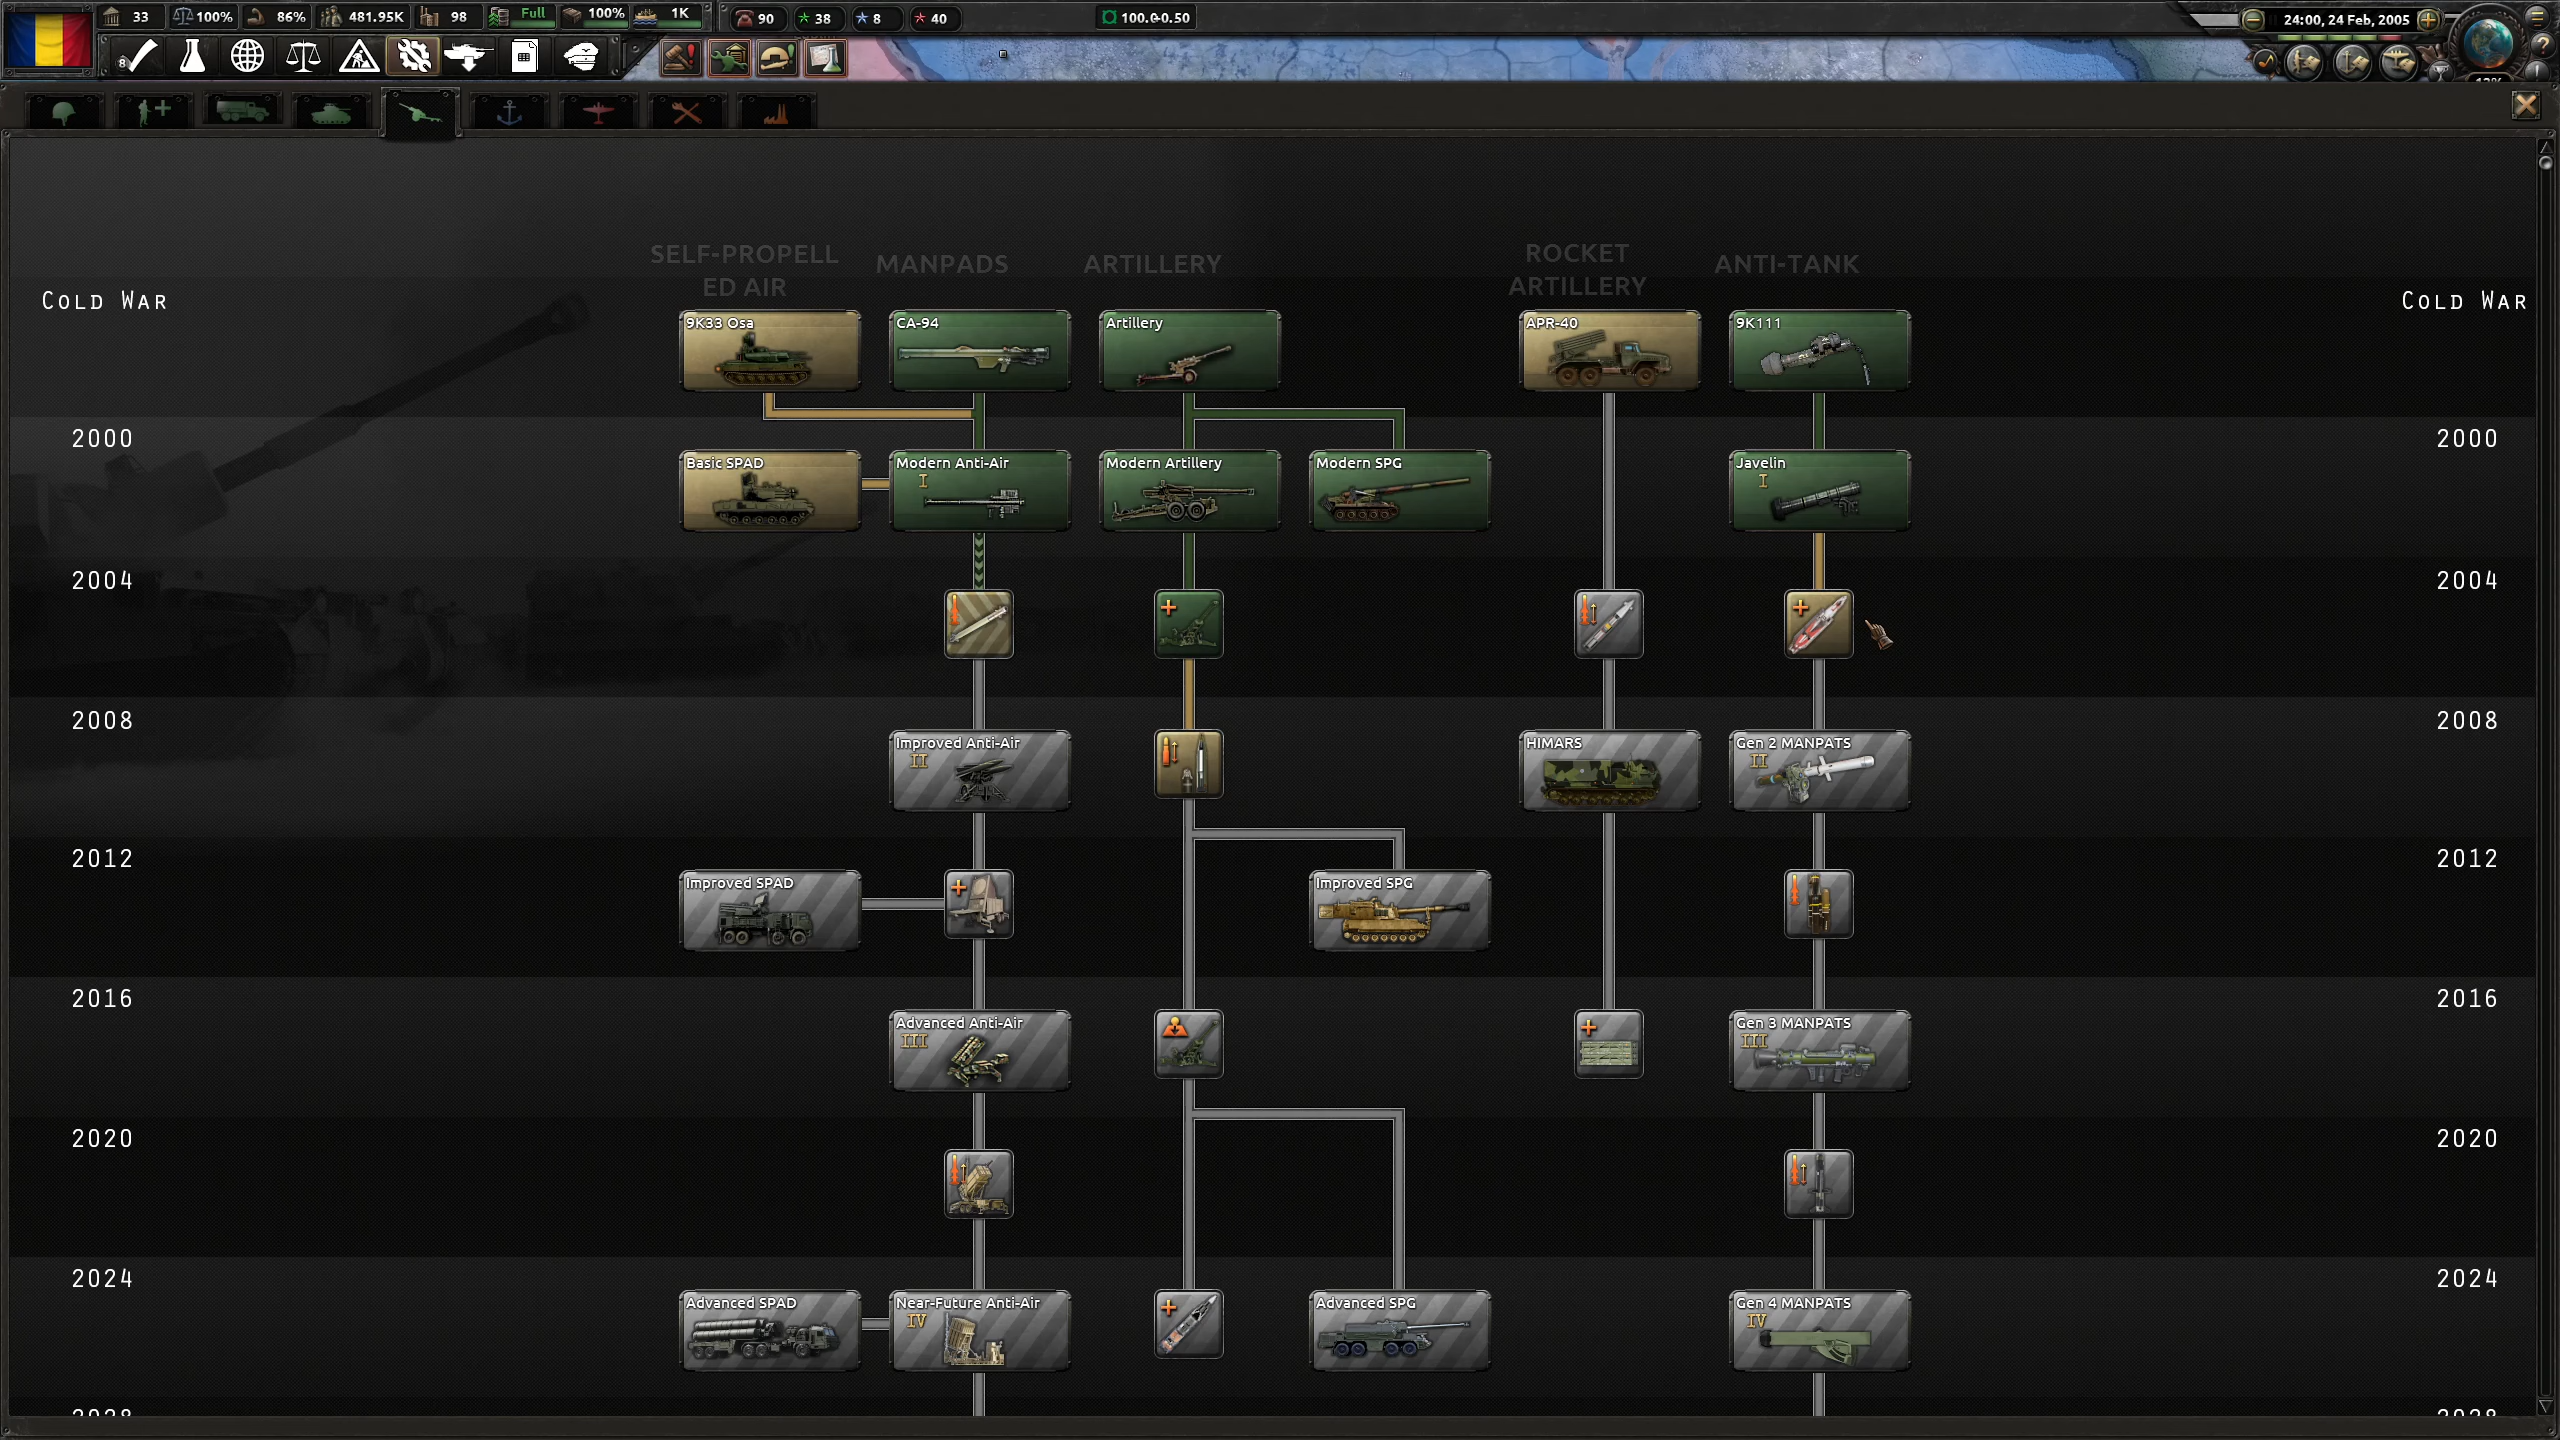 33
100%
86%
481.95K
98
Full
100%
1K
90
38
8
40
100.0+0.50
24:00, 24 Feb, 2005
8
SELF-PROPELL
ED AIR
MANPADS
ARTILLERY
ROCKET
ARTILLERY
ANTI-TANK
COLD WAR
COLD WAR
9K33 Osa
CA-94
Artillery
APR-40
9K111
2000
2000
Basic SPAD
Modern Anti-Air
I
Modern Artillery
Modern SPG
Javelin
I
2004
2004
2008
2008
Improved Anti-Air
II
HIMARS
Gen 2 MANPATS
II
2012
2012
Improved SPAD
Improved SPG
2016
2016
Advanced Anti-Air
III
Gen 3 MANPATS
III
2020
2020
2024
2024
Advanced SPAD
Near-Future Anti-Air
IV
Advanced SPG
Gen 4 MANPATS
IV
2028
2028